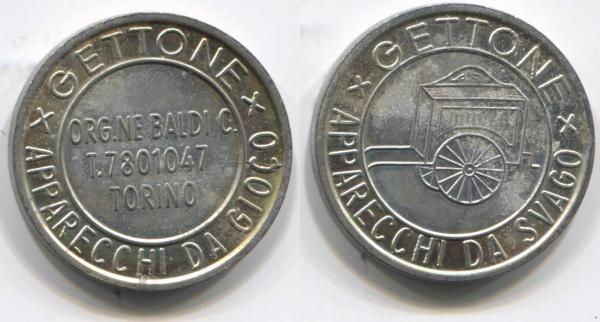 GETTONE
ORG.NE BALDI C.
T.7801047
TORINO
APPARECCHI DA GIOCO
GETTONE
APPARECCHI DA SVAGO